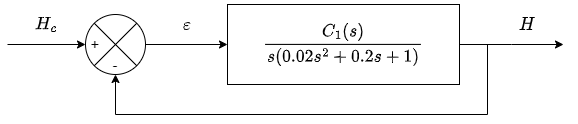 H_c
ε
C_1(s)
H
s(0.02s^2 + 0.2s + 1)
+
-